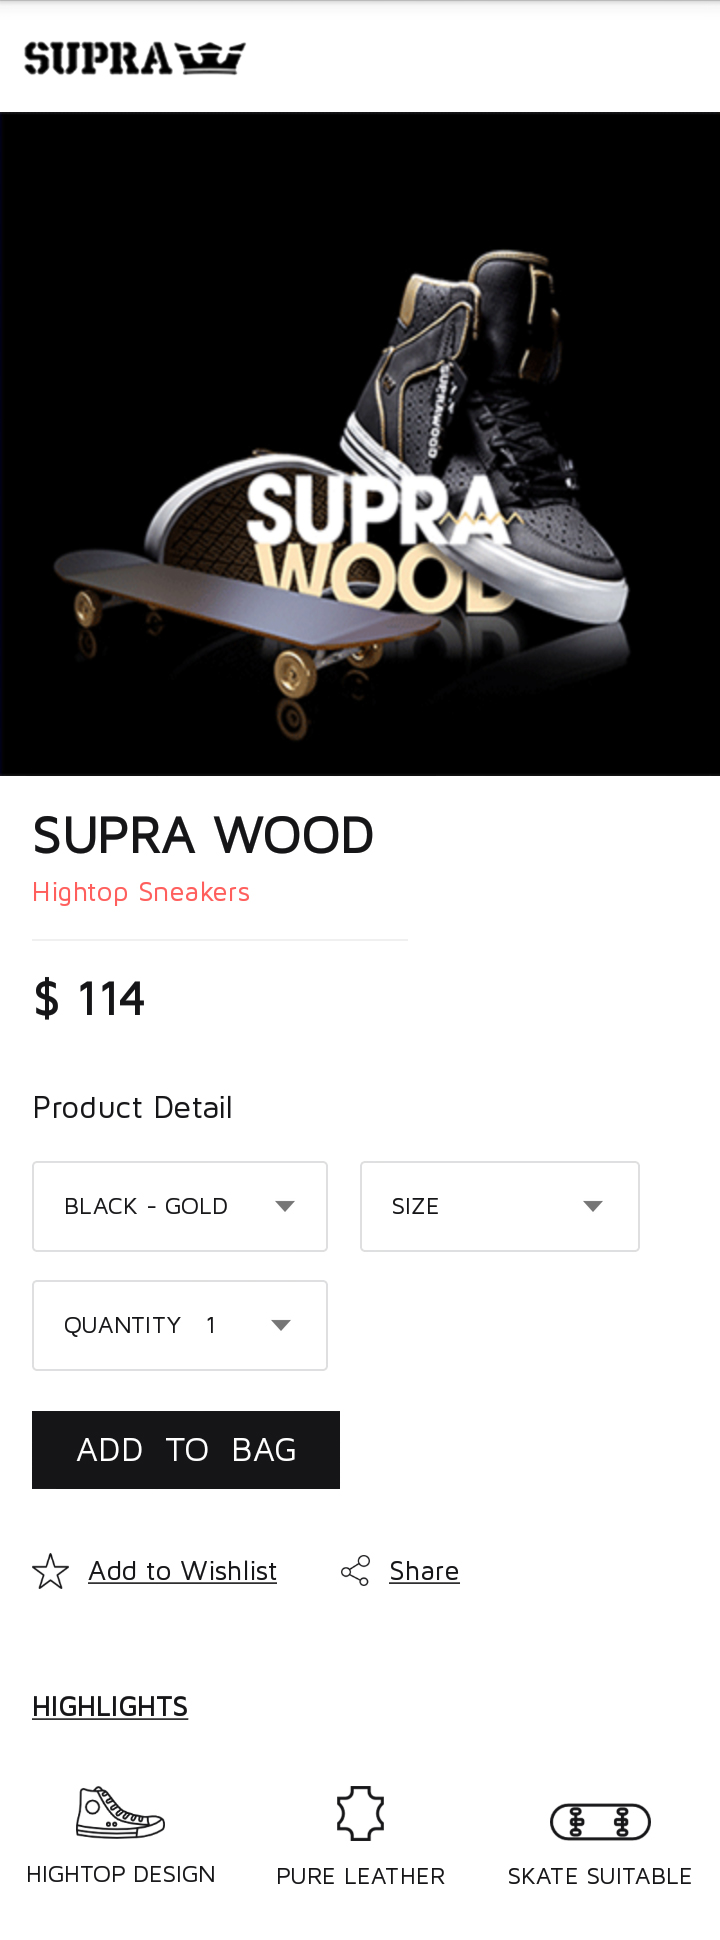 SUPRA
SUPRAWOOD
SUPRA
WOOD
SUPRA WOOD
Hightop Sneakers
$ 114
Product Detail
BLACK - GOLD
SIZE
QUANTITY 1
ADD TO BAG
Add to Wishlist
Share
HIGHLIGHTS
HIGHTOP DESIGN
PURE LEATHER
SKATE SUITABLE